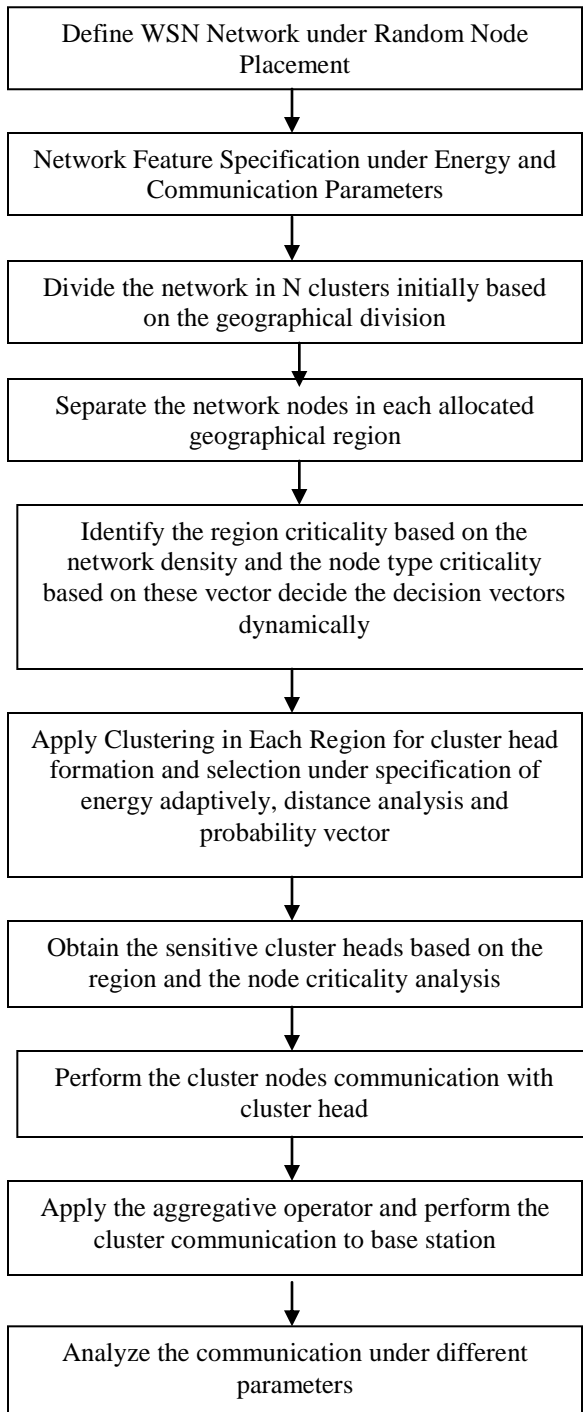 Define WSN Network under Random Node
Placement
Network Feature Specification under Energy and
Communication Parameters
Divide the network in N clusters initially based
on the geographical division
Separate the network nodes in each allocated
geographical region
Identify the region criticality based on the
network density and the node type criticality
based on these vector decide the decision vectors
dynamically
Apply Clustering in Each Region for cluster head
formation and selection under specification of
energy adaptively, distance analysis and
probability vector
Obtain the sensitive cluster heads based on the
region and the node criticality analysis
Perform the cluster nodes communication with
cluster head
Apply the aggregative operator and perform the
cluster communication to base station
Analyze the communication under different
parameters